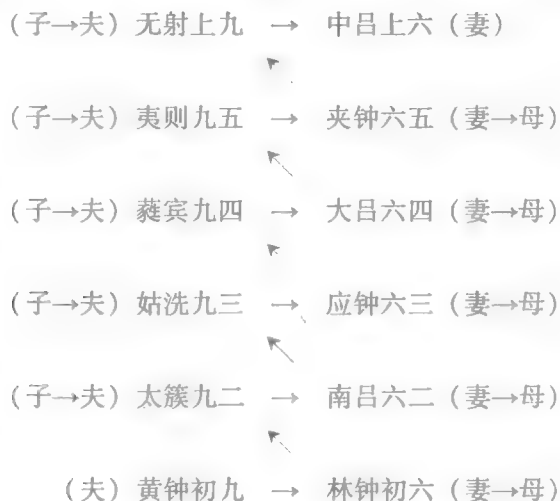 （子→夫）无射上九 → 中吕上六（妻）
（子→夫）夷则九五 → 夹钟六五（妻→母）
（子→夫）蕤宾九四 → 大吕六四（妻→母）
（子→夫）姑洗九三 → 应钟六三（妻→母）
（子→夫）太簇九二 → 南吕六二（妻→母）
（夫）黄钟初九 → 林钟初六（妻→母）